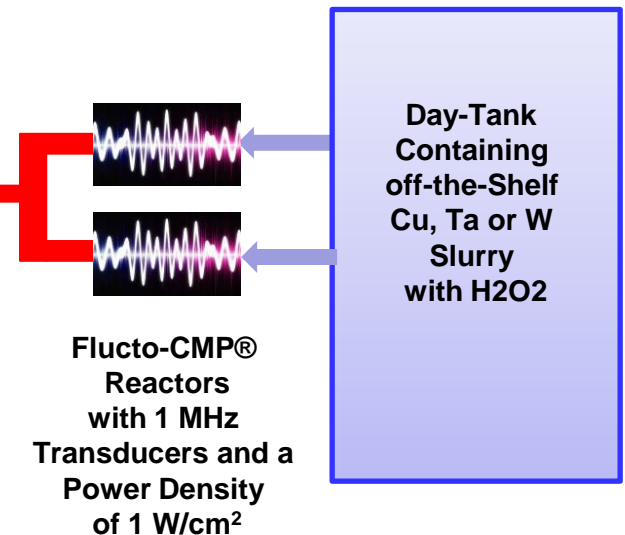 Day-Tank
Containing
off-the-Shelf
Cu, Ta or W
Slurry
with H2O2
Flucto-CMP®
Reactors
with 1 MHz
Transducers and a
Power Density
of 1 W/cm²